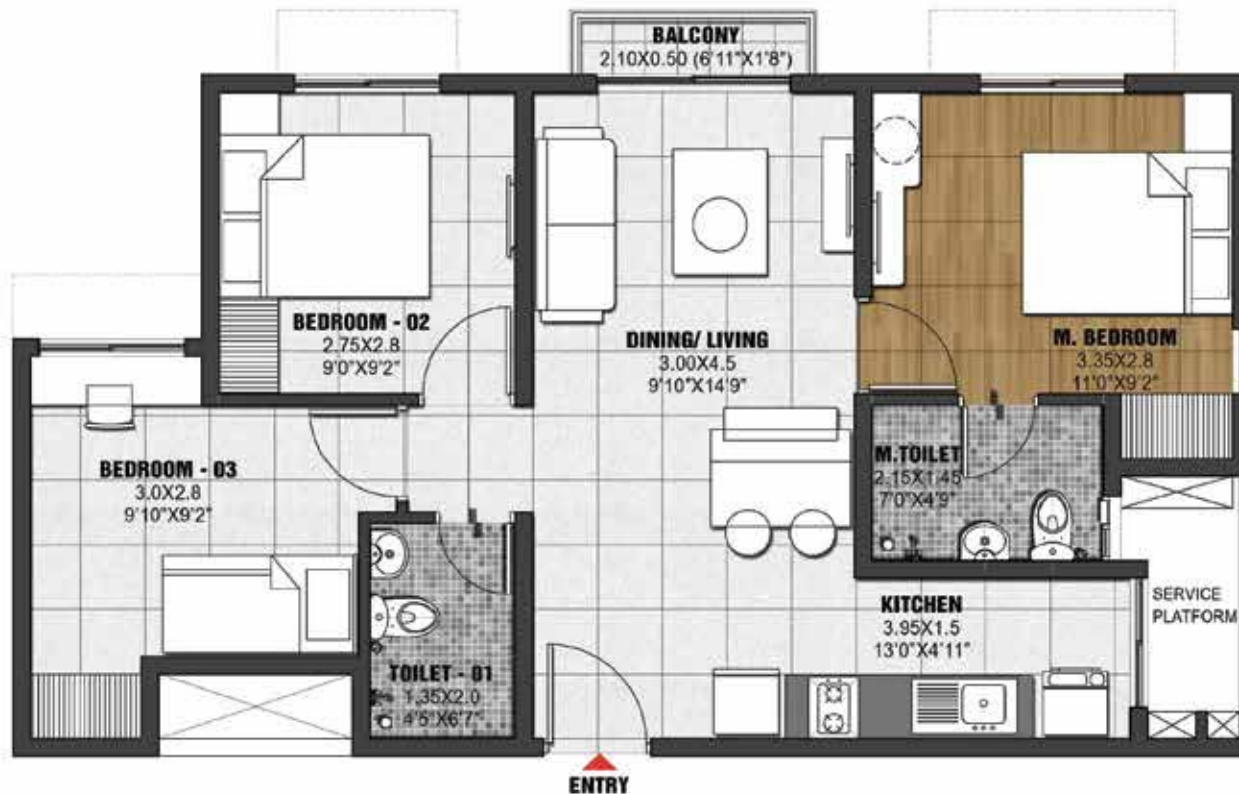 BALCONY
2.10X0.50 (6'11"X1'8")
BEDROOM - 02
2.75X2.8
9'0"X9'2"
DINING/ LIVING
3.00X4.5
9'10"X14'9"
M. BEDROOM
3.35X2.8
11'0"X9'2"
BEDROOM - 03
3.0X2.8
9'10"X9'2"
M.TOILET
2.15X1.45
7'0"X4'9"
KITCHEN
3.95X1.5
13'0"X4'11"
SERVICE
PLATFORM
TOILET - 01
1.35X2.0
4'5"X6'7"
ENTRY